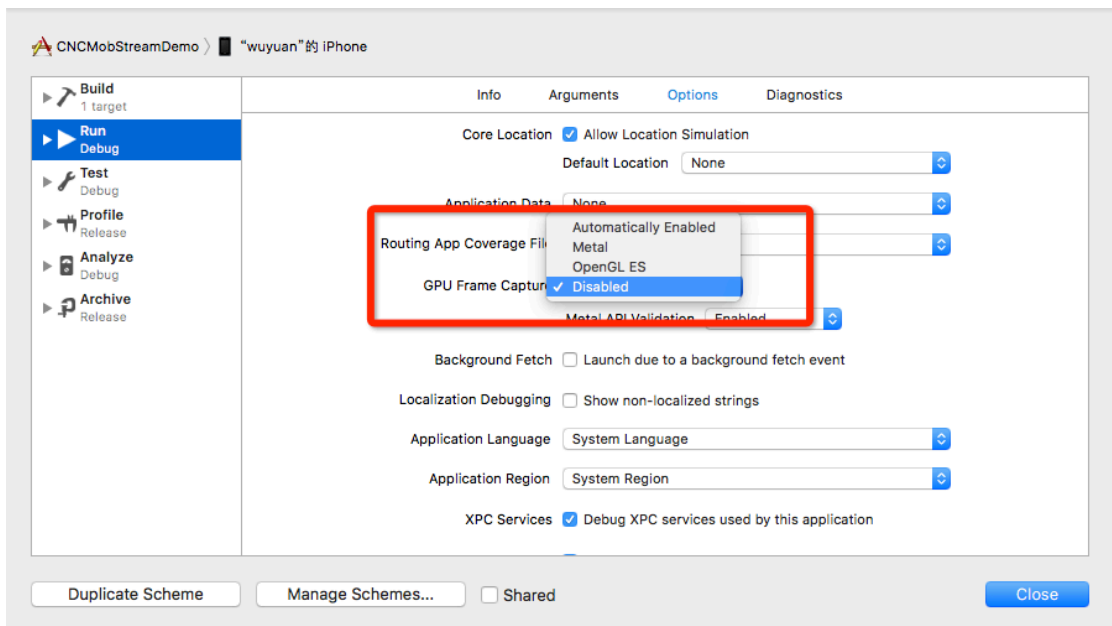 CNCMobStreamDemo 〉 “wuyuan”的 iPhone
Build
1 target
Run
Debug
Test
Debug
Profile
Release
Analyze
Debug
Archive
Release
Info Arguments Options Diagnostics
Core Location Allow Location Simulation
Default Location None
Application Data None
Routing App Coverage Fil
Automatically Enabled
Metal
OpenGL ES
GPU Frame Capture ✓ Disabled
Metal API Validation Enabled
Background Fetch Launch due to a background fetch event
Localization Debugging Show non-localized strings
Application Language System Language
Application Region System Region
XPC Services Debug XPC services used by this application
Duplicate Scheme Manage Schemes... Shared Close